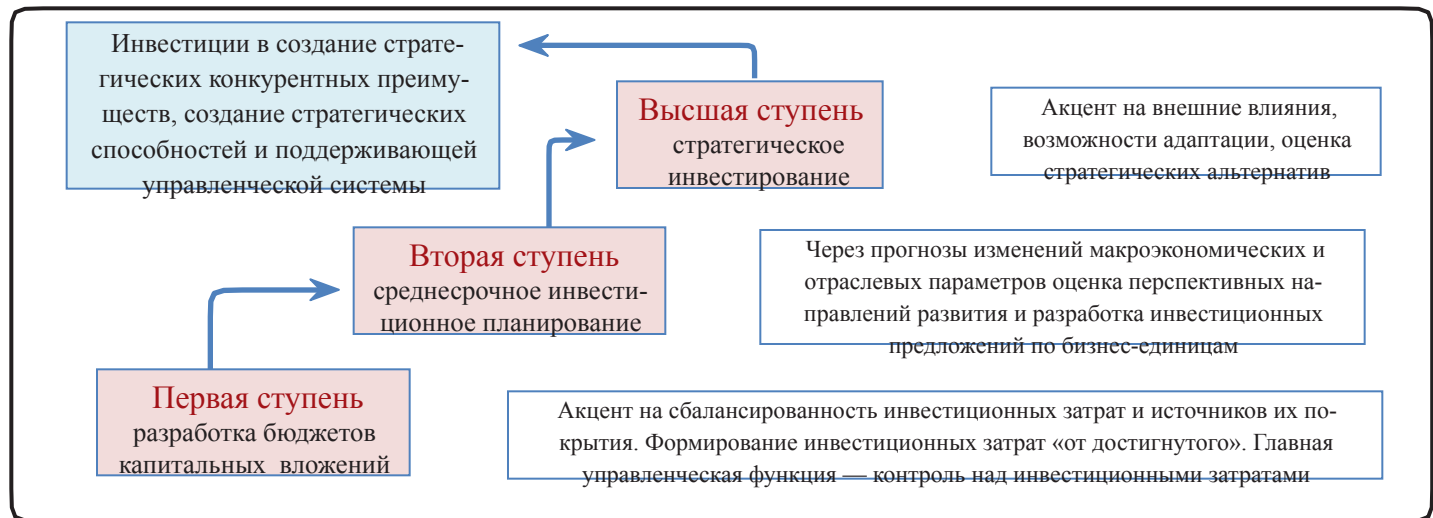 Инвестиции в создание страте-
гических конкурентных преиму-
ществ, создание стратегических
способностей и поддерживающей
управленческой системы
Высшая ступень
стратегическое
инвестирование
Акцент на внешние влияния,
возможности адаптации, оценка
стратегических альтернатив
Вторая ступень
среднесрочное инвести-
ционное планирование
Через прогнозы изменений макроэкономических и
отраслевых параметров оценка перспективных на-
правлений развития и разработка инвестиционных
предложений по бизнес-единицам
Первая ступень
разработка бюджетов
капитальных вложений
Акцент на сбалансированность инвестиционных затрат и источников их по-
крытия. Формирование инвестиционных затрат «от достигнутого». Главная
управленческая функция — контроль над инвестиционными затратами